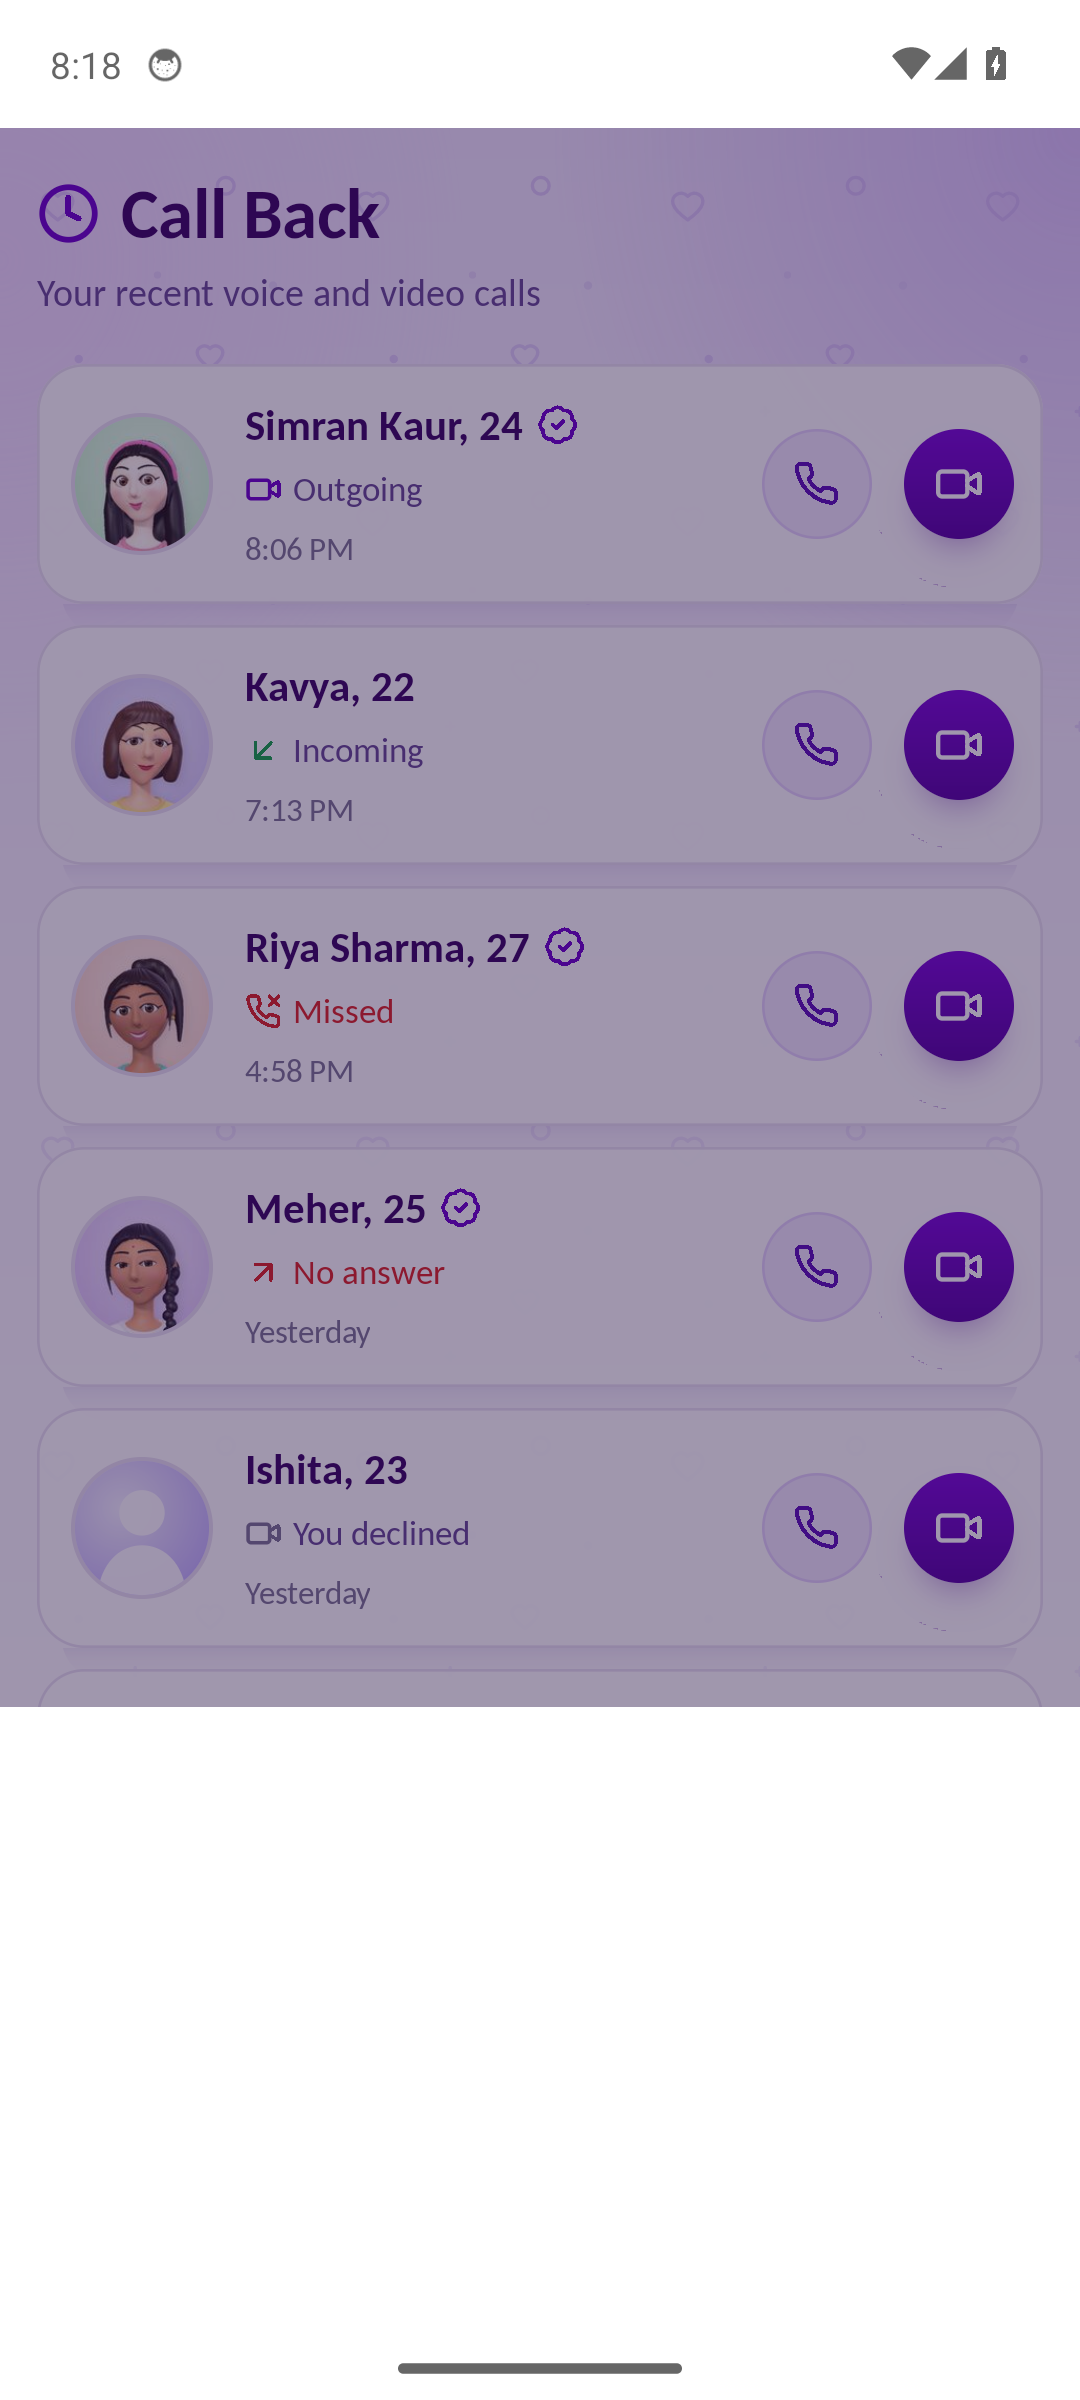 8:18
Call Back
Your recent voice and video calls
Simran Kaur, 24
Outgoing
8:06 PM
Kavya, 22
Incoming
7:13 PM
Riya Sharma, 27
Missed
4:58 PM
Meher, 25
No answer
Yesterday
Ishita, 23
You declined
Yesterday